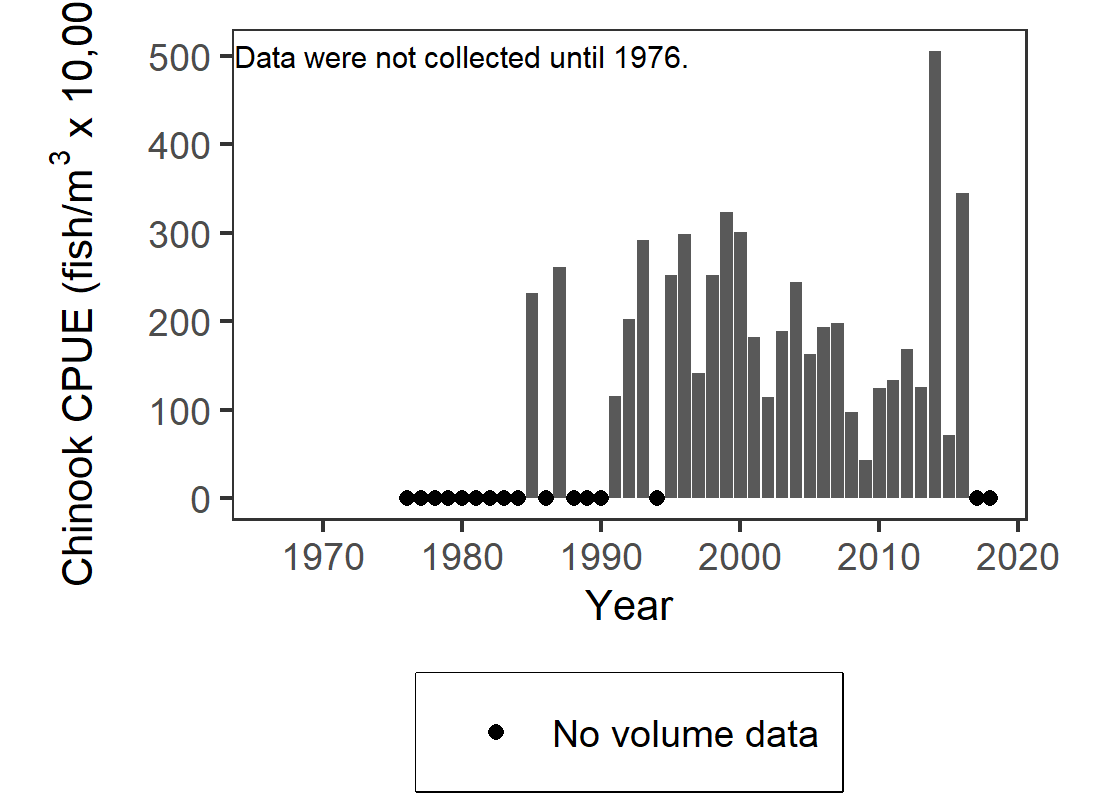 Chinook CPUE (fish/m³ x 10,00
500
400
300
200
100
0
Data were not collected until 1976.
1970 1980 1990 2000 2010 2020
Year
No volume data